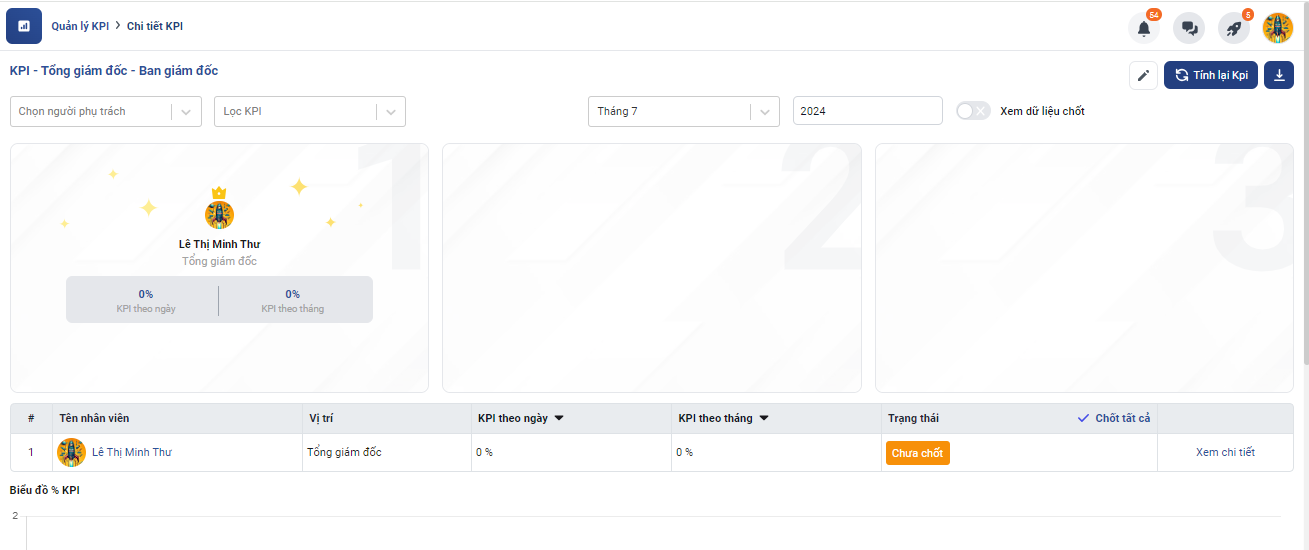 Quản lý KPI > Chi tiết KPI
54
5
KPI - Tổng giám đốc - Ban giám đốc
Tính lại Kpi
Chọn người phụ trách
Lọc KPI
Tháng 7
2024
Xem dữ liệu chốt
1
2
3
Lê Thị Minh Thư
Tổng giám đốc
0% 0%
KPI theo ngày KPI theo tháng
# Tên nhân viên Vị trí KPI theo ngày KPI theo tháng Trạng thái Chốt tất cả
1 Lê Thị Minh Thư Tổng giám đốc 0 % 0 % Chưa chốt Xem chi tiết
Biểu đồ % KPI
2